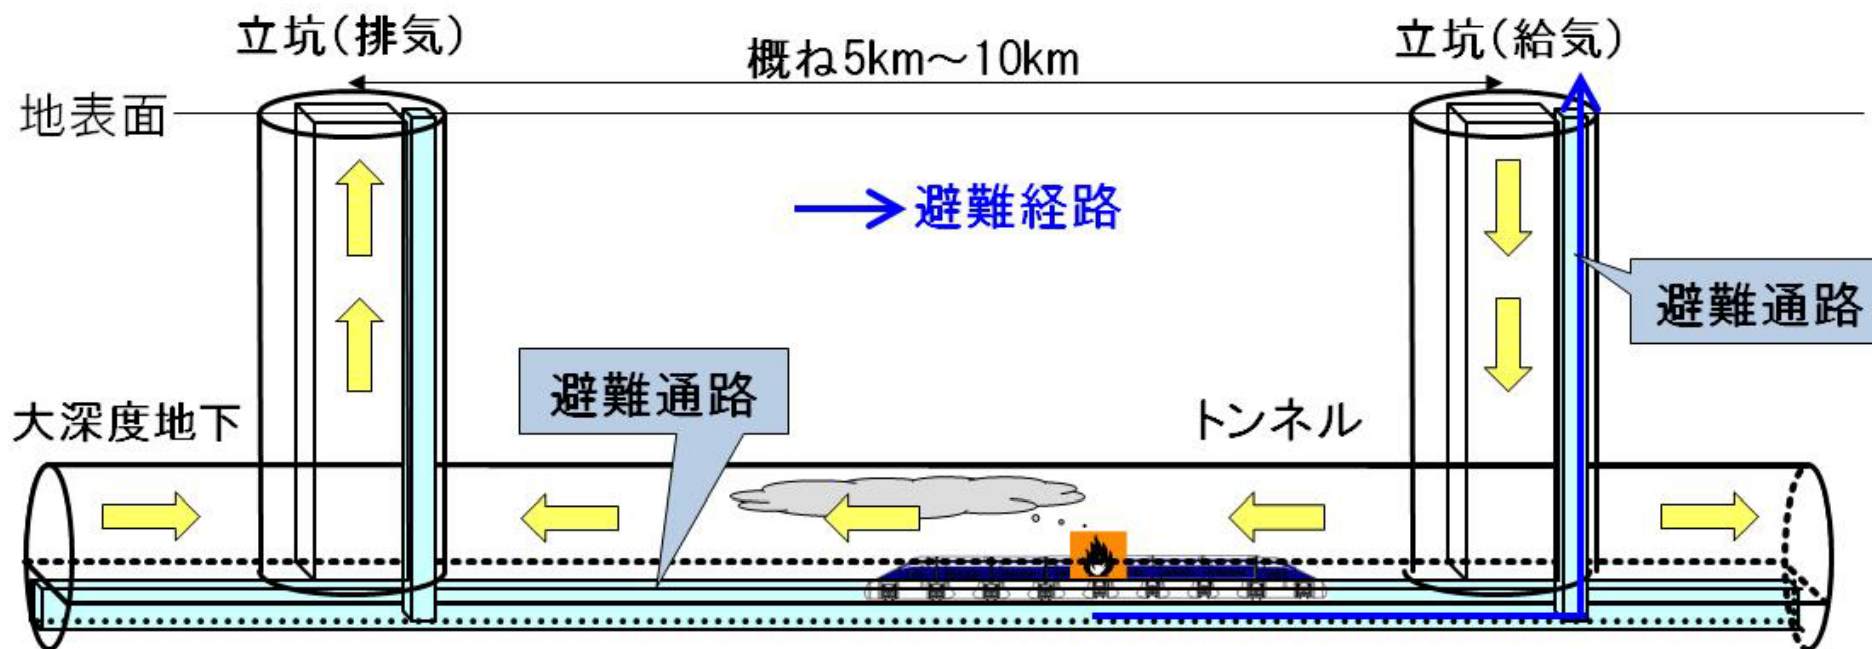 立坑(排気)
概ね5km～10km
立坑(給気)
地表面
避難経路
避難通路
避難通路
大深度地下
トンネル